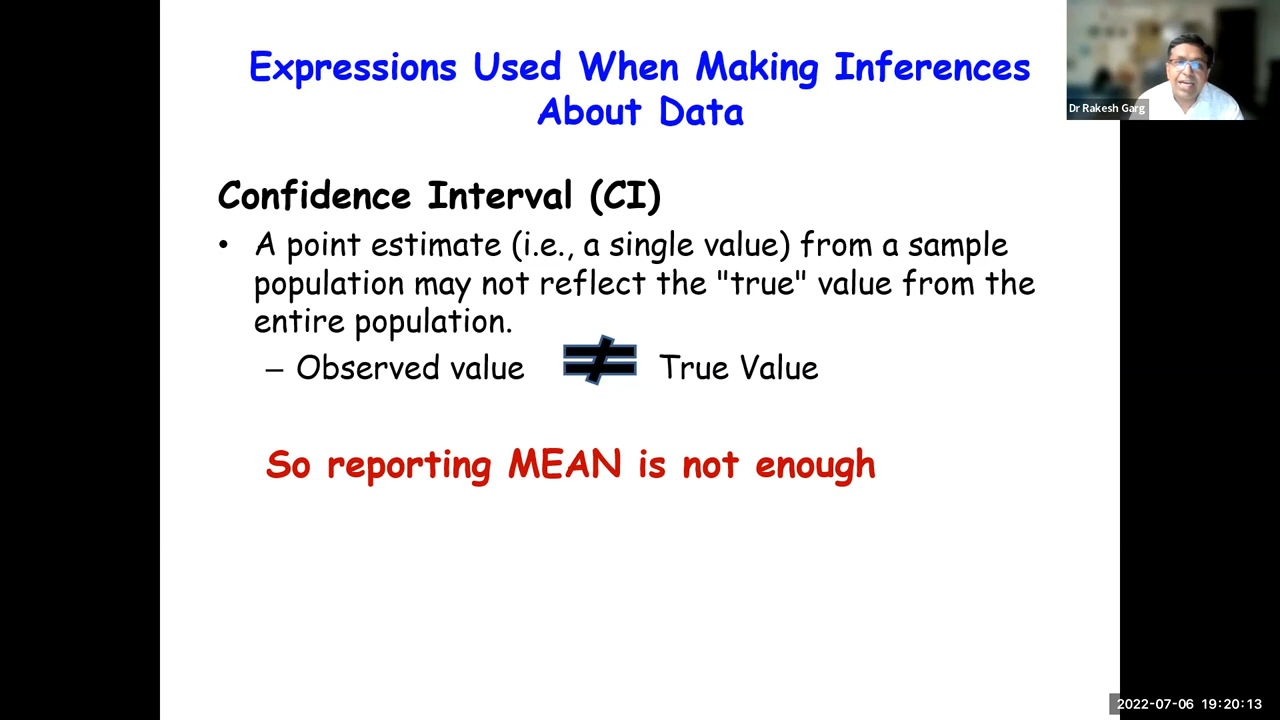 Expressions Used When Making Inferences
About Data
Dr Rakesh Garg
Confidence Interval (CI)
• A point estimate (i.e., a single value) from a sample
population may not reflect the "true" value from the
entire population.
– Observed value ≠ True Value
So reporting MEAN is not enough
2022-07-06 19:20:13